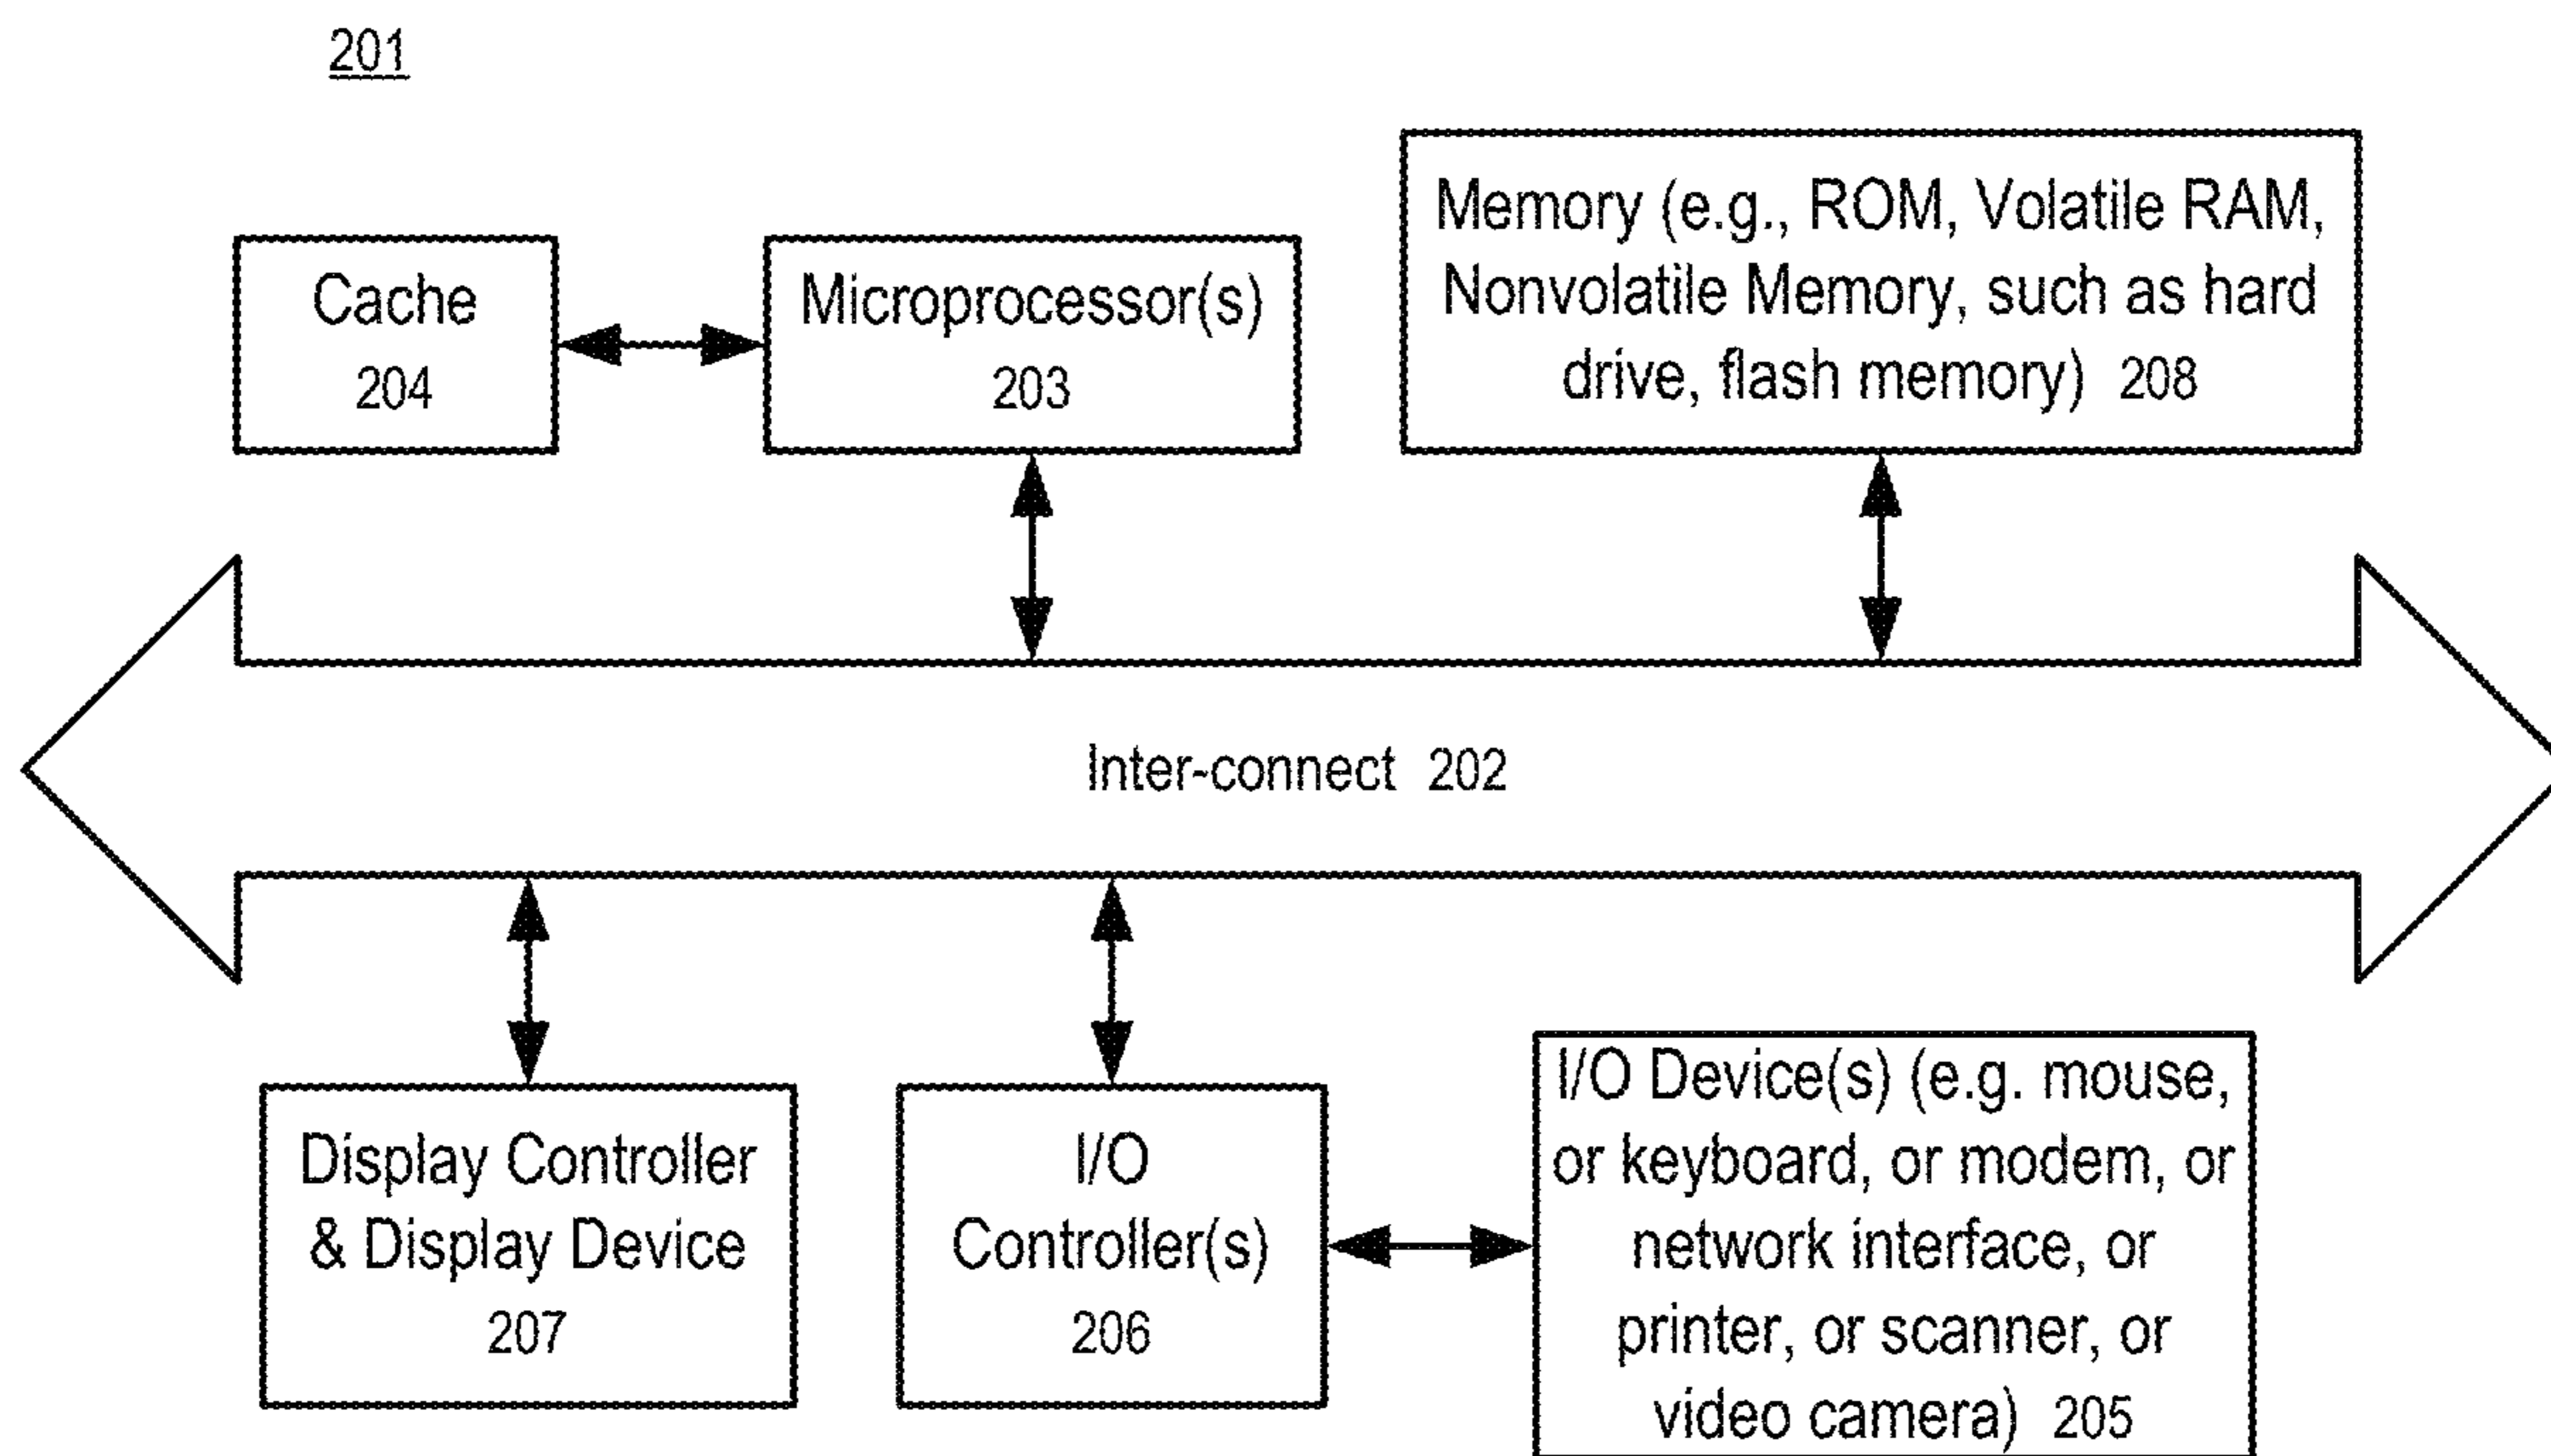 201
Cache
204
Microprocessor(s)
203
Memory (e.g., ROM, Volatile RAM,
Nonvolatile Memory, such as hard
drive, flash memory) 208
Inter-connect 202
Display Controller
& Display Device
207
I/O
Controller(s)
206
I/O Device(s) (e.g. mouse,
or keyboard, or modem, or
network interface, or
printer, or scanner, or
video camera) 205